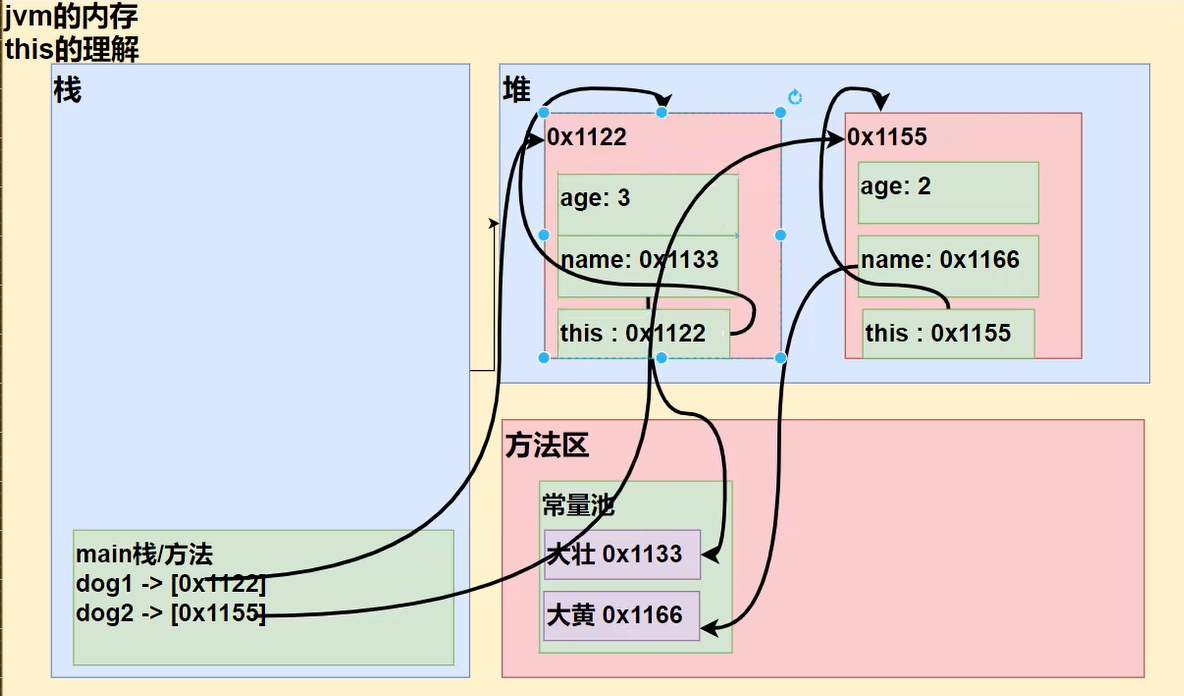 jvm的内存
this的理解
栈
堆
0x1122
age: 3
name: 0x1133
this : 0x1122
0x1155
age: 2
name: 0x1166
this : 0x1155
main栈/方法
dog1 -> [0x1122]
dog2 -> [0x1155]
方法区
常量池
大壮 0x1133
大黄 0x1166